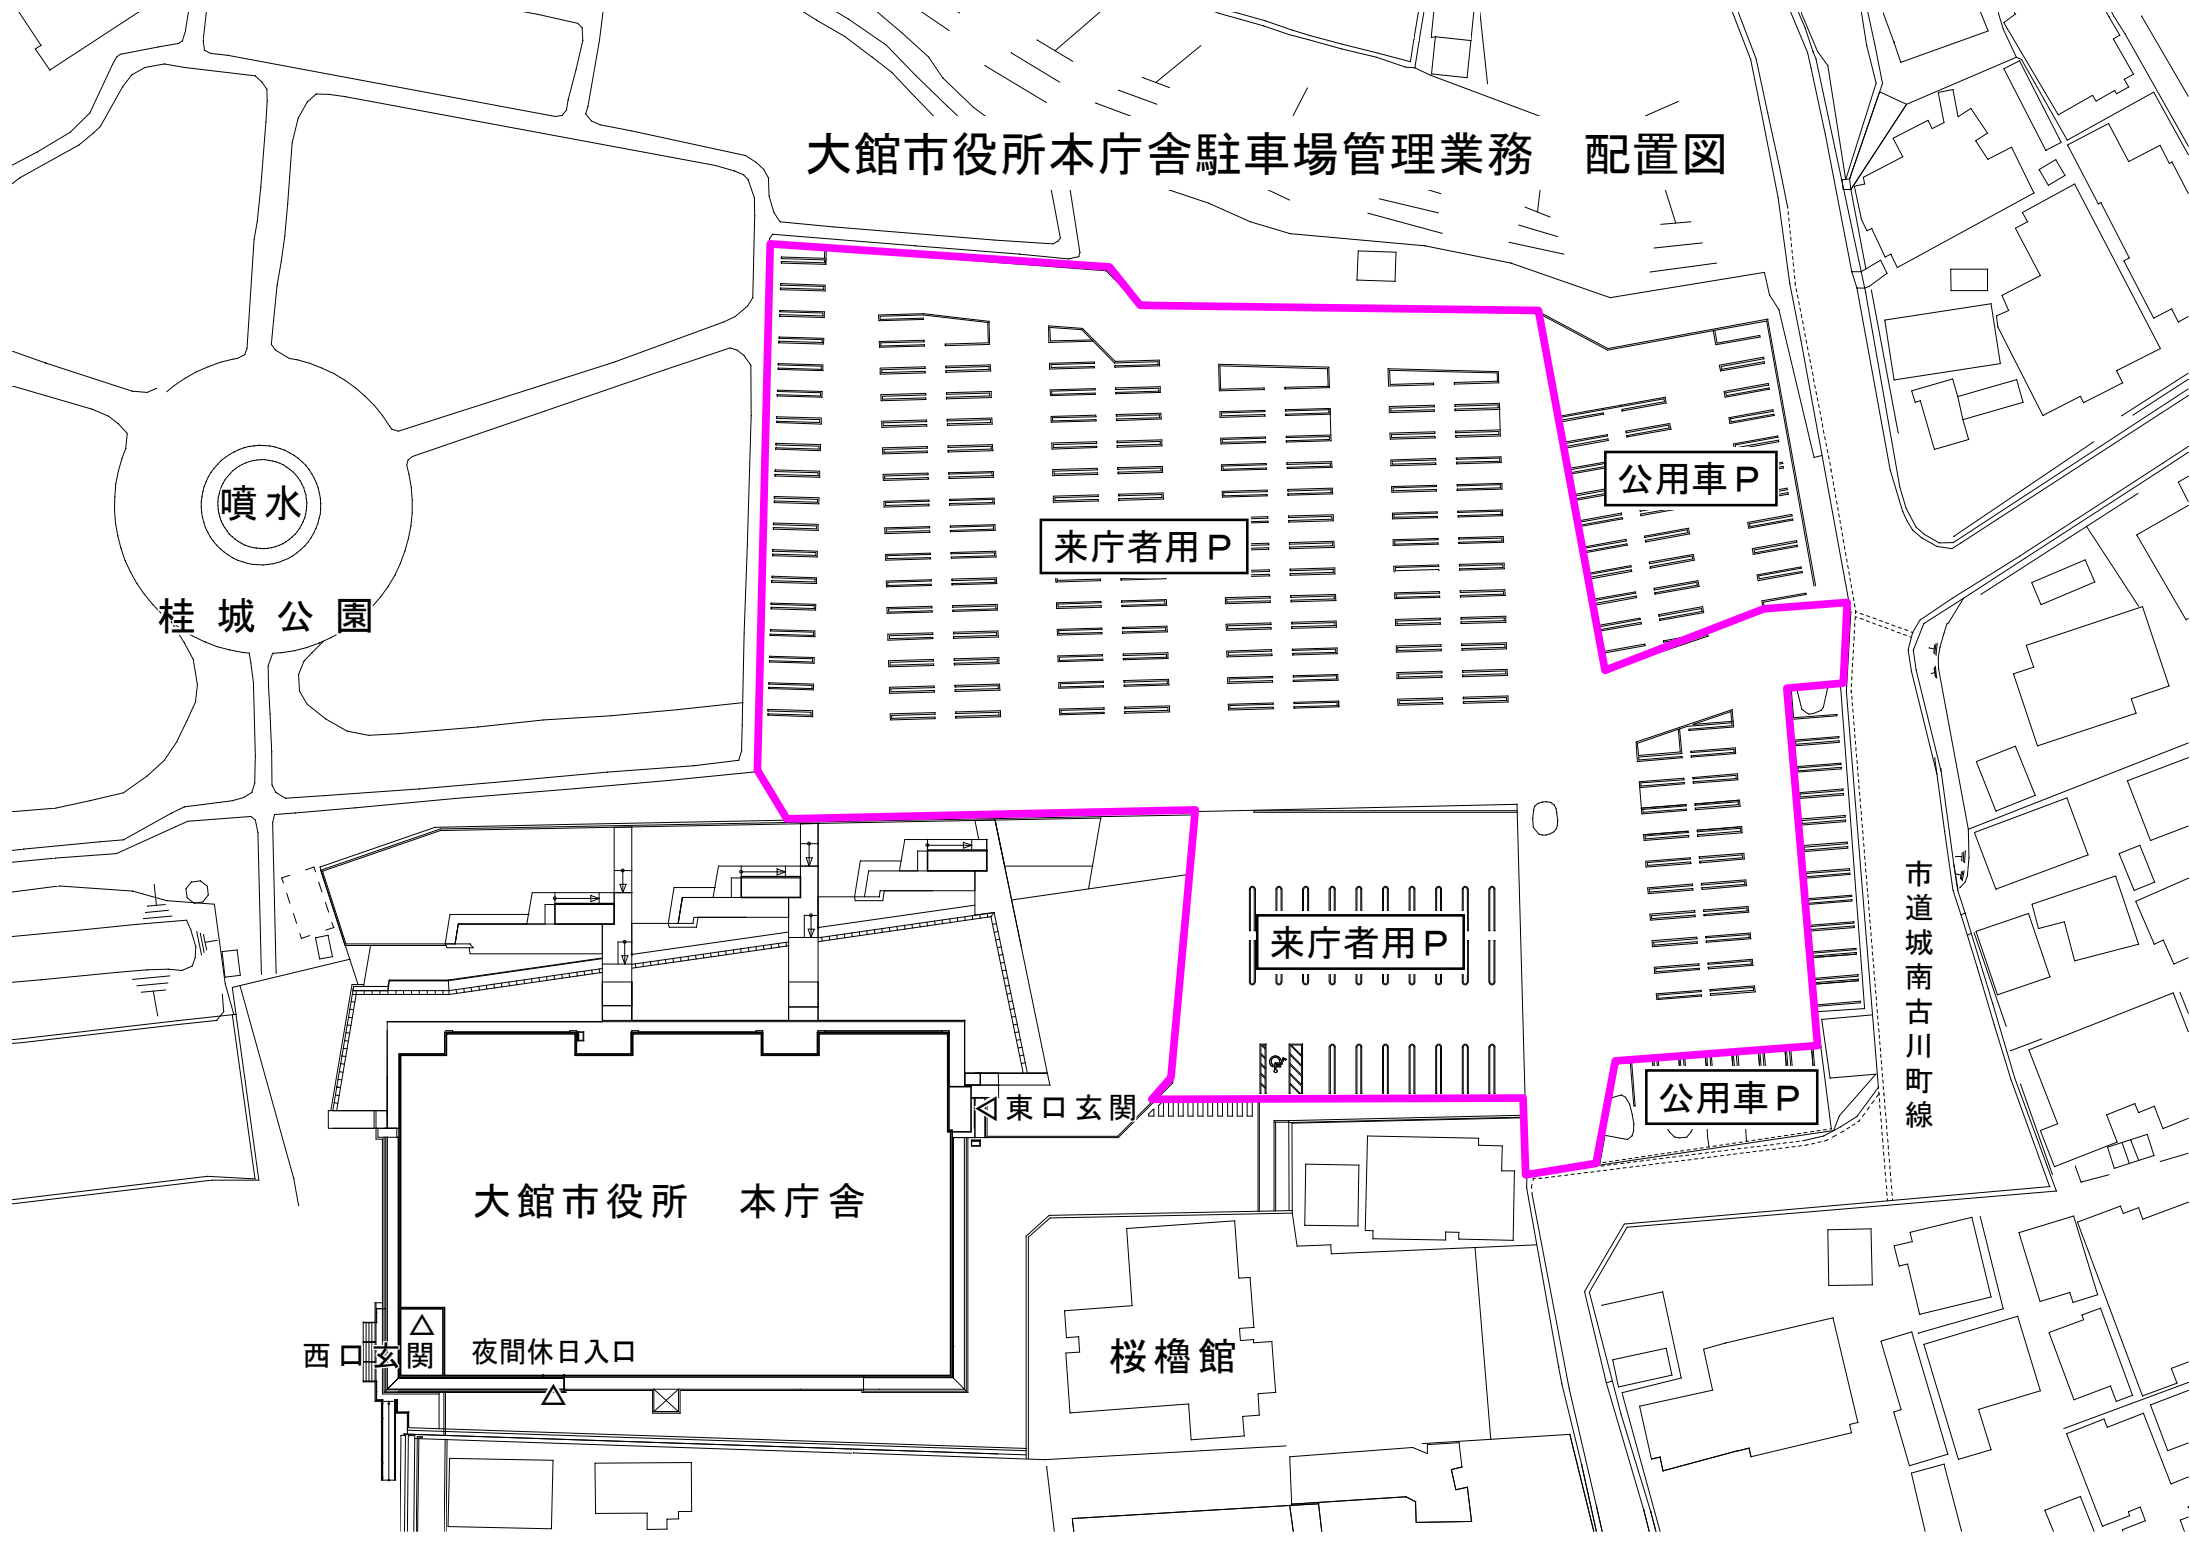 大館市役所本庁舎駐車場管理業務　配置図
公用車Ｐ
噴水
来庁者用Ｐ
桂城公園
市道城南古川町線
来庁者用Ｐ
公用車Ｐ
東口玄関
大館市役所　本庁舎
西口玄関
夜間休日入口
桜櫓館